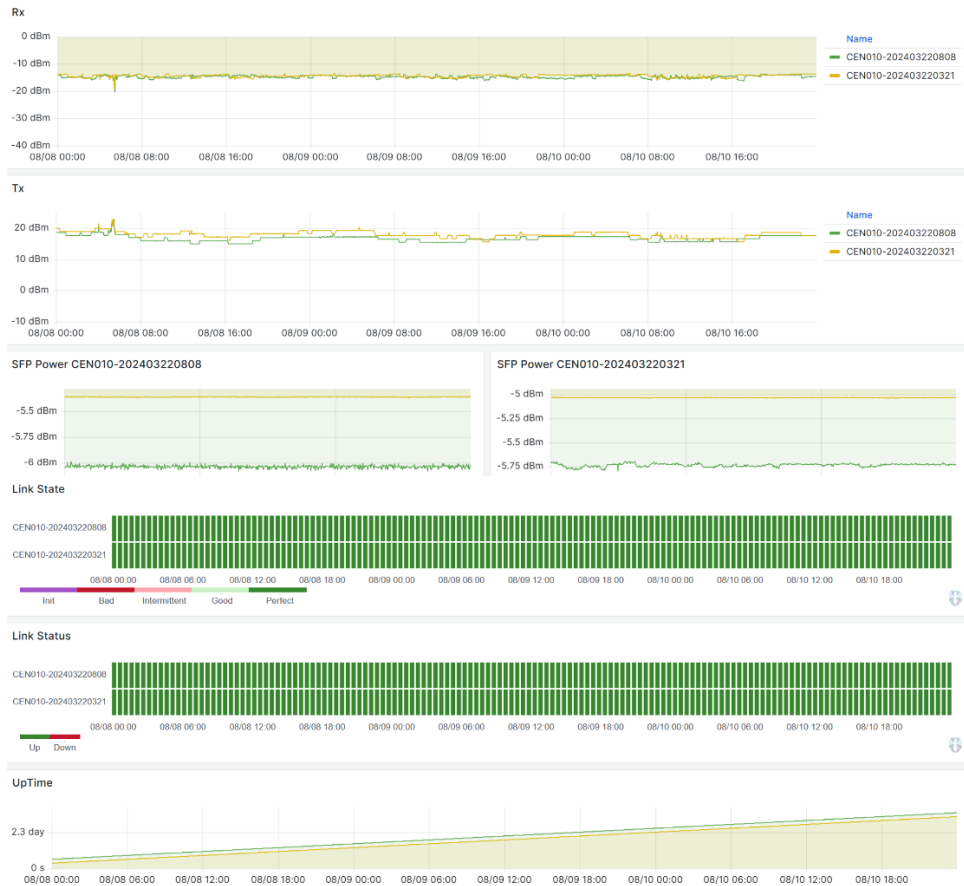 Rx
0 dBm
-10 dBm
-20 dBm
-30 dBm
-40 dBm
08/08 00:00 08/08 08:00 08/08 16:00 08/09 00:00 08/09 08:00 08/09 16:00 08/10 00:00 08/10 08:00 08/10 16:00
Name
CEN010-202403220808
CEN010-202403220321
Tx
20 dBm
10 dBm
0 dBm
-10 dBm
08/08 00:00 08/08 08:00 08/08 16:00 08/09 00:00 08/09 08:00 08/09 16:00 08/10 00:00 08/10 08:00 08/10 16:00
Name
CEN010-202403220808
CEN010-202403220321
SFP Power CEN010-202403220808
-5.5 dBm
-5.75 dBm
-6 dBm
SFP Power CEN010-202403220321
-5 dBm
-5.25 dBm
-5.5 dBm
-5.75 dBm
Link State
CEN010-202403220808
CEN010-202403220321
08/08 00:00 08/08 06:00 08/08 12:00 08/08 18:00 08/09 00:00 08/09 06:00 08/09 12:00 08/09 18:00 08/10 00:00 08/10 06:00 08/10 12:00 08/10 18:00
Init Bad Intermittent Good Perfect
Link Status
CEN010-202403220808
CEN010-202403220321
08/08 00:00 08/08 06:00 08/08 12:00 08/08 18:00 08/09 00:00 08/09 06:00 08/09 12:00 08/09 18:00 08/10 00:00 08/10 06:00 08/10 12:00 08/10 18:00
Up Down
UpTime
2.3 day
0 s
08/08 00:00 08/08 06:00 08/08 12:00 08/08 18:00 08/09 00:00 08/09 06:00 08/09 12:00 08/09 18:00 08/10 00:00 08/10 06:00 08/10 12:00 08/10 18:00